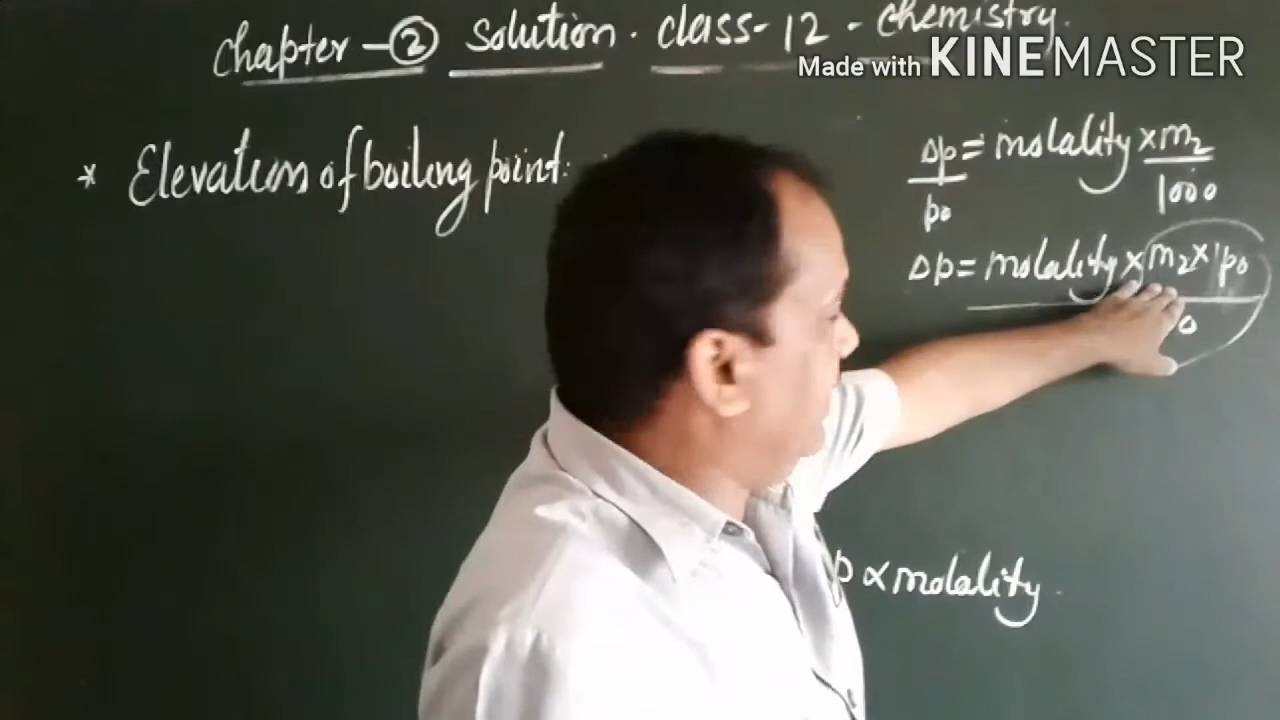 chapter - ② solution. class-12 - chemistry.
Made with KINEMASTER
* Elevation of boiling point.
Δp/p0 = molality × m2/1000
Δp = molality × m2 × p0
0
p ∝ molality.